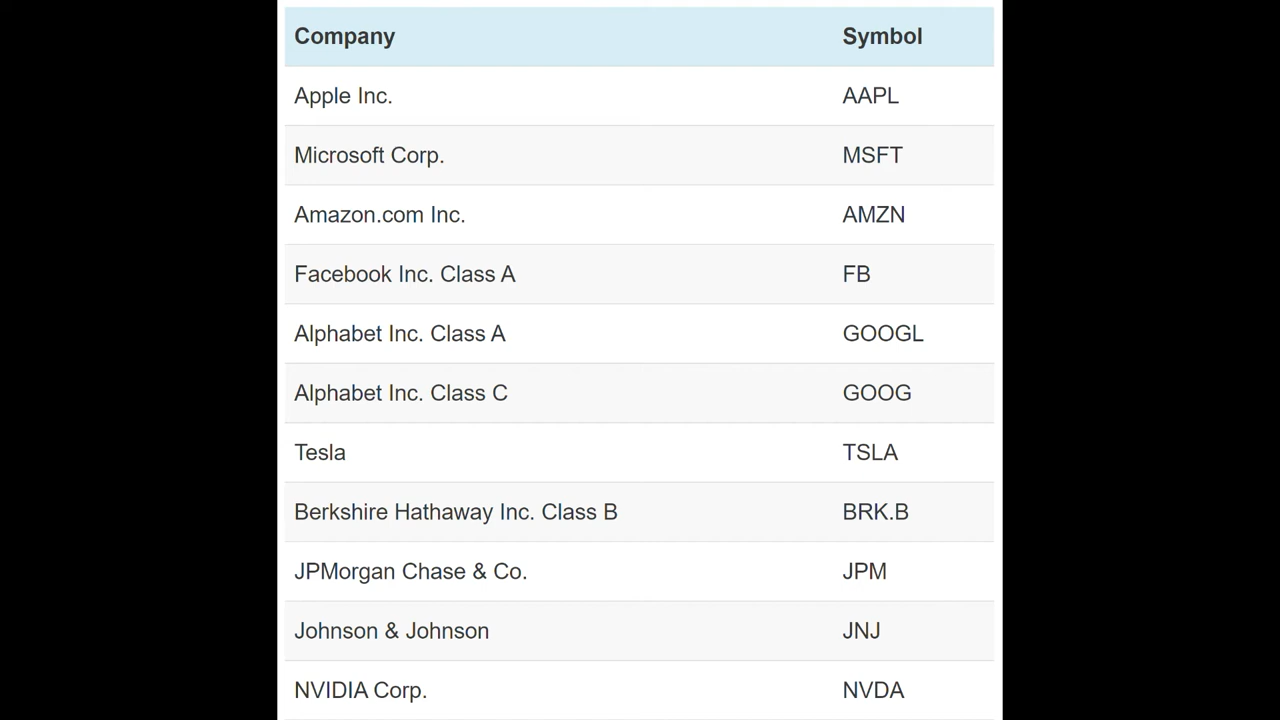 Company Symbol
Apple Inc. AAPL
Microsoft Corp. MSFT
Amazon.com Inc. AMZN
Facebook Inc. Class A FB
Alphabet Inc. Class A GOOGL
Alphabet Inc. Class C GOOG
Tesla TSLA
Berkshire Hathaway Inc. Class B BRK.B
JPMorgan Chase & Co. JPM
Johnson & Johnson JNJ
NVIDIA Corp. NVDA